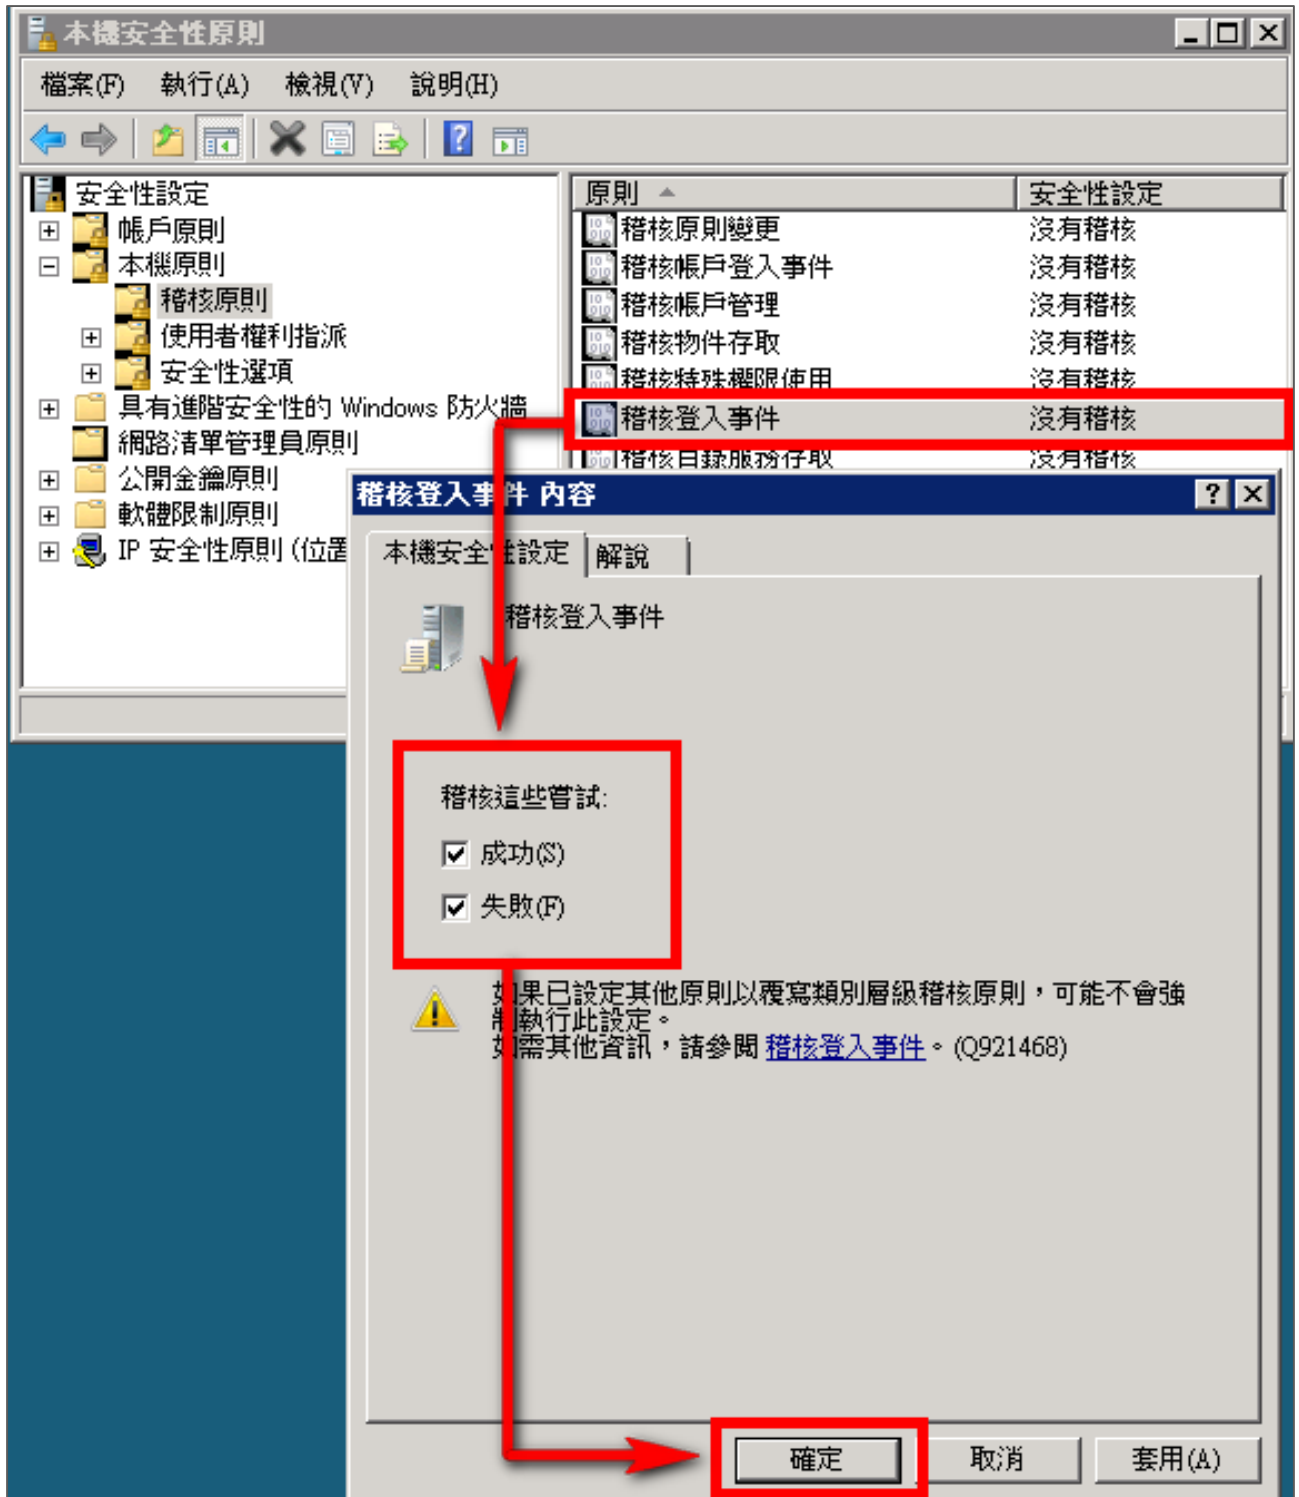 本機安全性原則
檔案(F) 執行(A) 檢視(V) 說明(H)
安全性設定
帳戶原則
本機原則
稽核原則
使用者權利指派
安全性選項
具有進階安全性的 Windows 防火牆
網路清單管理員原則
公開金鑰原則
軟體限制原則
IP 安全性原則 (位置
原則 安全性設定
稽核原則變更 沒有稽核
稽核帳戶登入事件 沒有稽核
稽核帳戶管理 沒有稽核
稽核物件存取 沒有稽核
稽核特殊權限使用 沒有稽核
稽核登入事件 沒有稽核
稽核目錄服務存取 沒有稽核
稽核登入事件 內容
本機安全性設定 解說
稽核登入事件
稽核這些嘗試:
成功(S)
失敗(F)
如果已設定其他原則以覆寫類別層級稽核原則，可能不會強
制執行此設定。
如需其他資訊，請參閱 稽核登入事件。(Q921468)
確定 取消 套用(A)